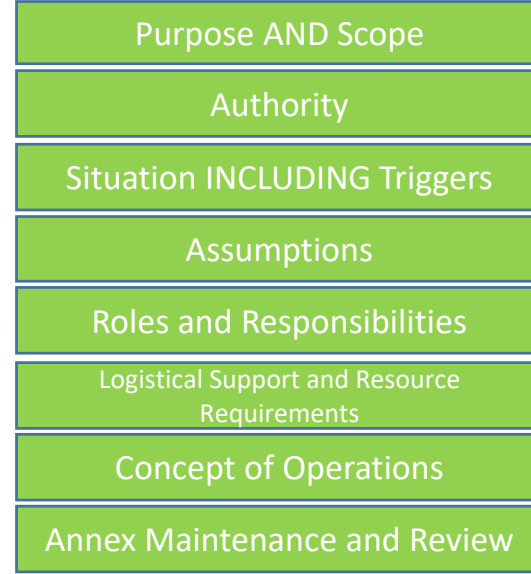 Purpose AND Scope
Authority
Situation INCLUDING Triggers
Assumptions
Roles and Responsibilities
Logistical Support and Resource
Requirements
Concept of Operations
Annex Maintenance and Review